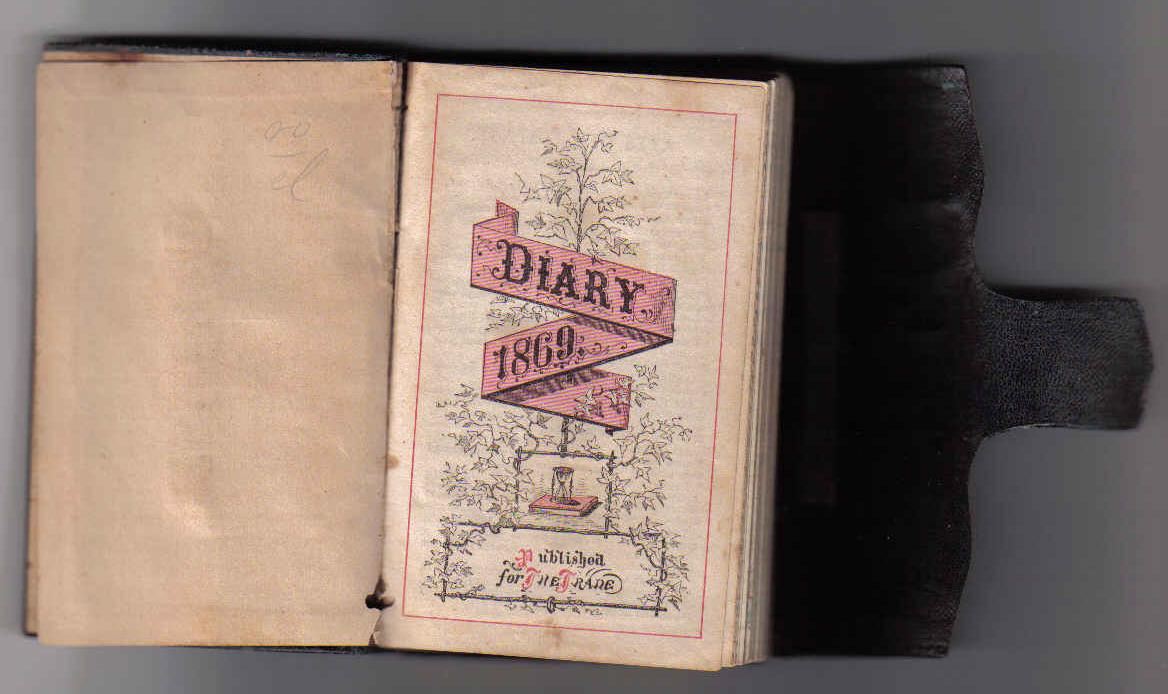 DIARY.
1869.
Published
for THE TRADE